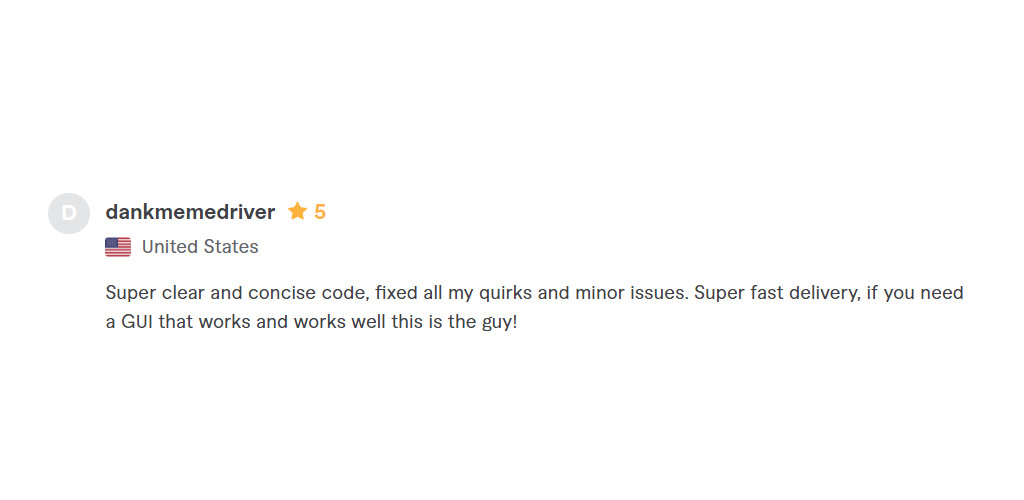 D
dankmemedriver ★ 5
United States
Super clear and concise code, fixed all my quirks and minor issues. Super fast delivery, if you need
a GUI that works and works well this is the guy!